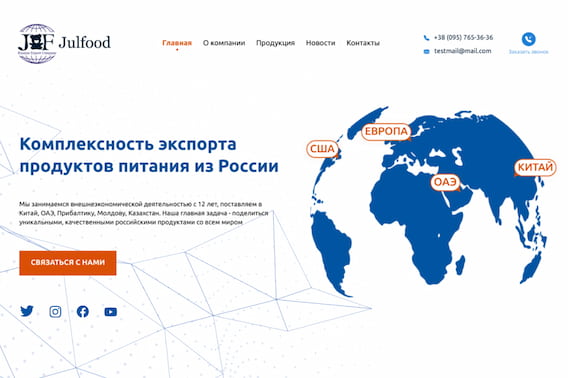 JF Julfood
Главная О компании Продукция Новости Контакты
+38 (095) 765-36-36
testmail@mail.com
Заказать звонок
Комплексность экспорта
продуктов питания из России
Мы занимаемся внешнеэкономической деятельностью с 12 лет, поставляем в
Китай, ОАЭ, Прибалтику, Молдову, Казахстан. Наша главная задача - поделиться
уникальными, качественными российскими продуктами со всем миром
СВЯЗАТЬСЯ С НАМИ
США
ЕВРОПА
ОАЭ
КИТАЙ